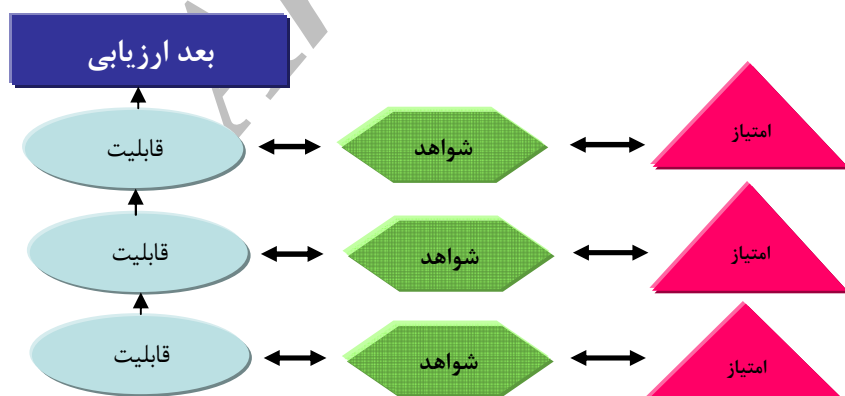 بعد ارزیابی
قابلیت
شواهد
امتیاز
قابلیت
شواهد
امتیاز
قابلیت
شواهد
امتیاز